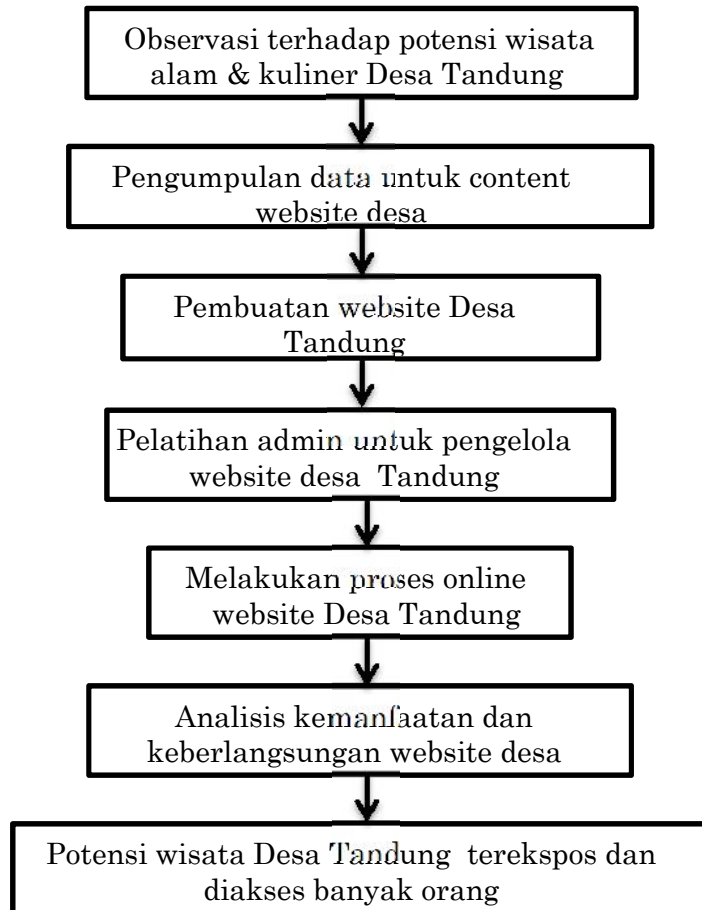 Observasi terhadap potensi wisata
alam & kuliner Desa Tandung
Pengumpulan data untuk content
website desa
Pembuatan website Desa
Tandung
Pelatihan admin untuk pengelola
website desa Tandung
Melakukan proses online
website Desa Tandung
Analisis kemanfaatan dan
keberlangsungan website desa
Potensi wisata Desa Tandung terekspos dan
diakses banyak orang